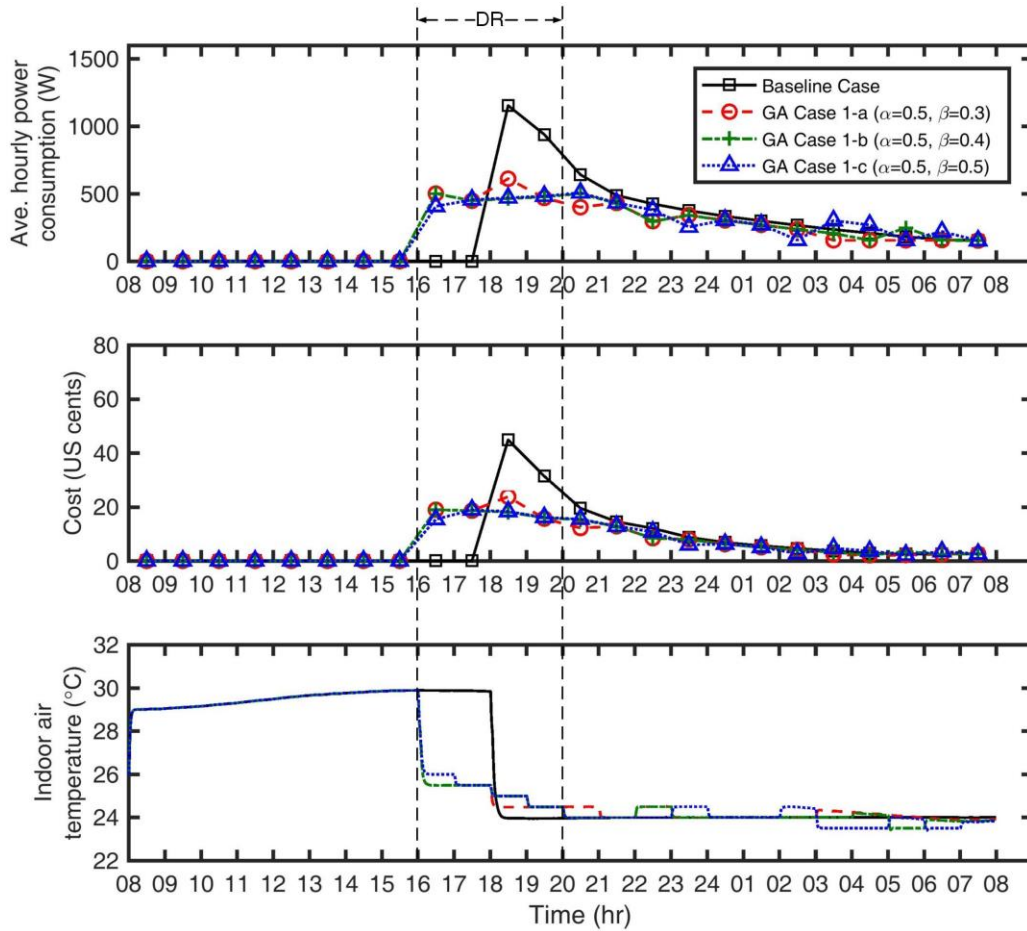 DR
Ave. hourly power
consumption (W)
1500
1000
500
0
Baseline Case
GA Case 1-a (α=0.5, β=0.3)
GA Case 1-b (α=0.5, β=0.4)
GA Case 1-c (α=0.5, β=0.5)
08 09 10 11 12 13 14 15 16 17 18 19 20 21 22 23 24 01 02 03 04 05 06 07 08
Cost (US cents)
80
60
40
20
0
08 09 10 11 12 13 14 15 16 17 18 19 20 21 22 23 24 01 02 03 04 05 06 07 08
Indoor air
temperature (°C)
32
30
28
26
24
22
08 09 10 11 12 13 14 15 16 17 18 19 20 21 22 23 24 01 02 03 04 05 06 07 08
Time (hr)